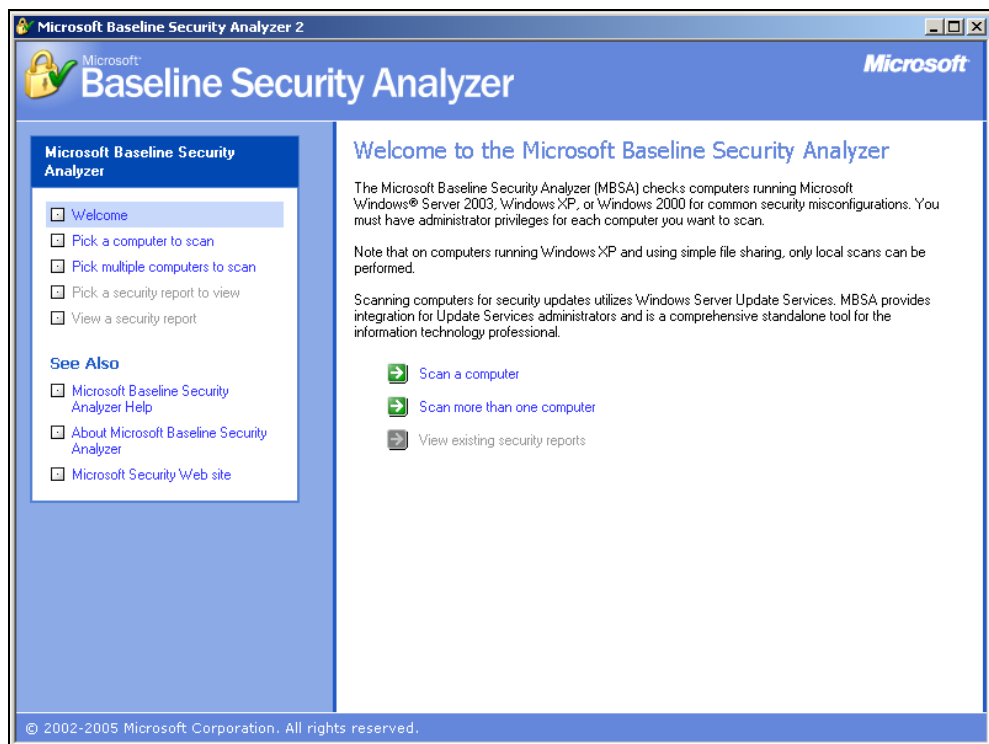 Microsoft Baseline Security Analyzer 2
Microsoft
Baseline Security Analyzer
Microsoft
Microsoft Baseline Security
Analyzer
Welcome
Pick a computer to scan
Pick multiple computers to scan
Pick a security report to view
View a security report
See Also
Microsoft Baseline Security
Analyzer Help
About Microsoft Baseline Security
Analyzer
Microsoft Security Web site
Welcome to the Microsoft Baseline Security Analyzer
The Microsoft Baseline Security Analyzer (MBSA) checks computers running Microsoft
Windows® Server 2003, Windows XP, or Windows 2000 for common security misconfigurations. You
must have administrator privileges for each computer you want to scan.
Note that on computers running Windows XP and using simple file sharing, only local scans can be
performed.
Scanning computers for security updates utilizes Windows Server Update Services. MBSA provides
integration for Update Services administrators and is a comprehensive standalone tool for the
information technology professional.
Scan a computer
Scan more than one computer
View existing security reports
© 2002-2005 Microsoft Corporation. All rights reserved.